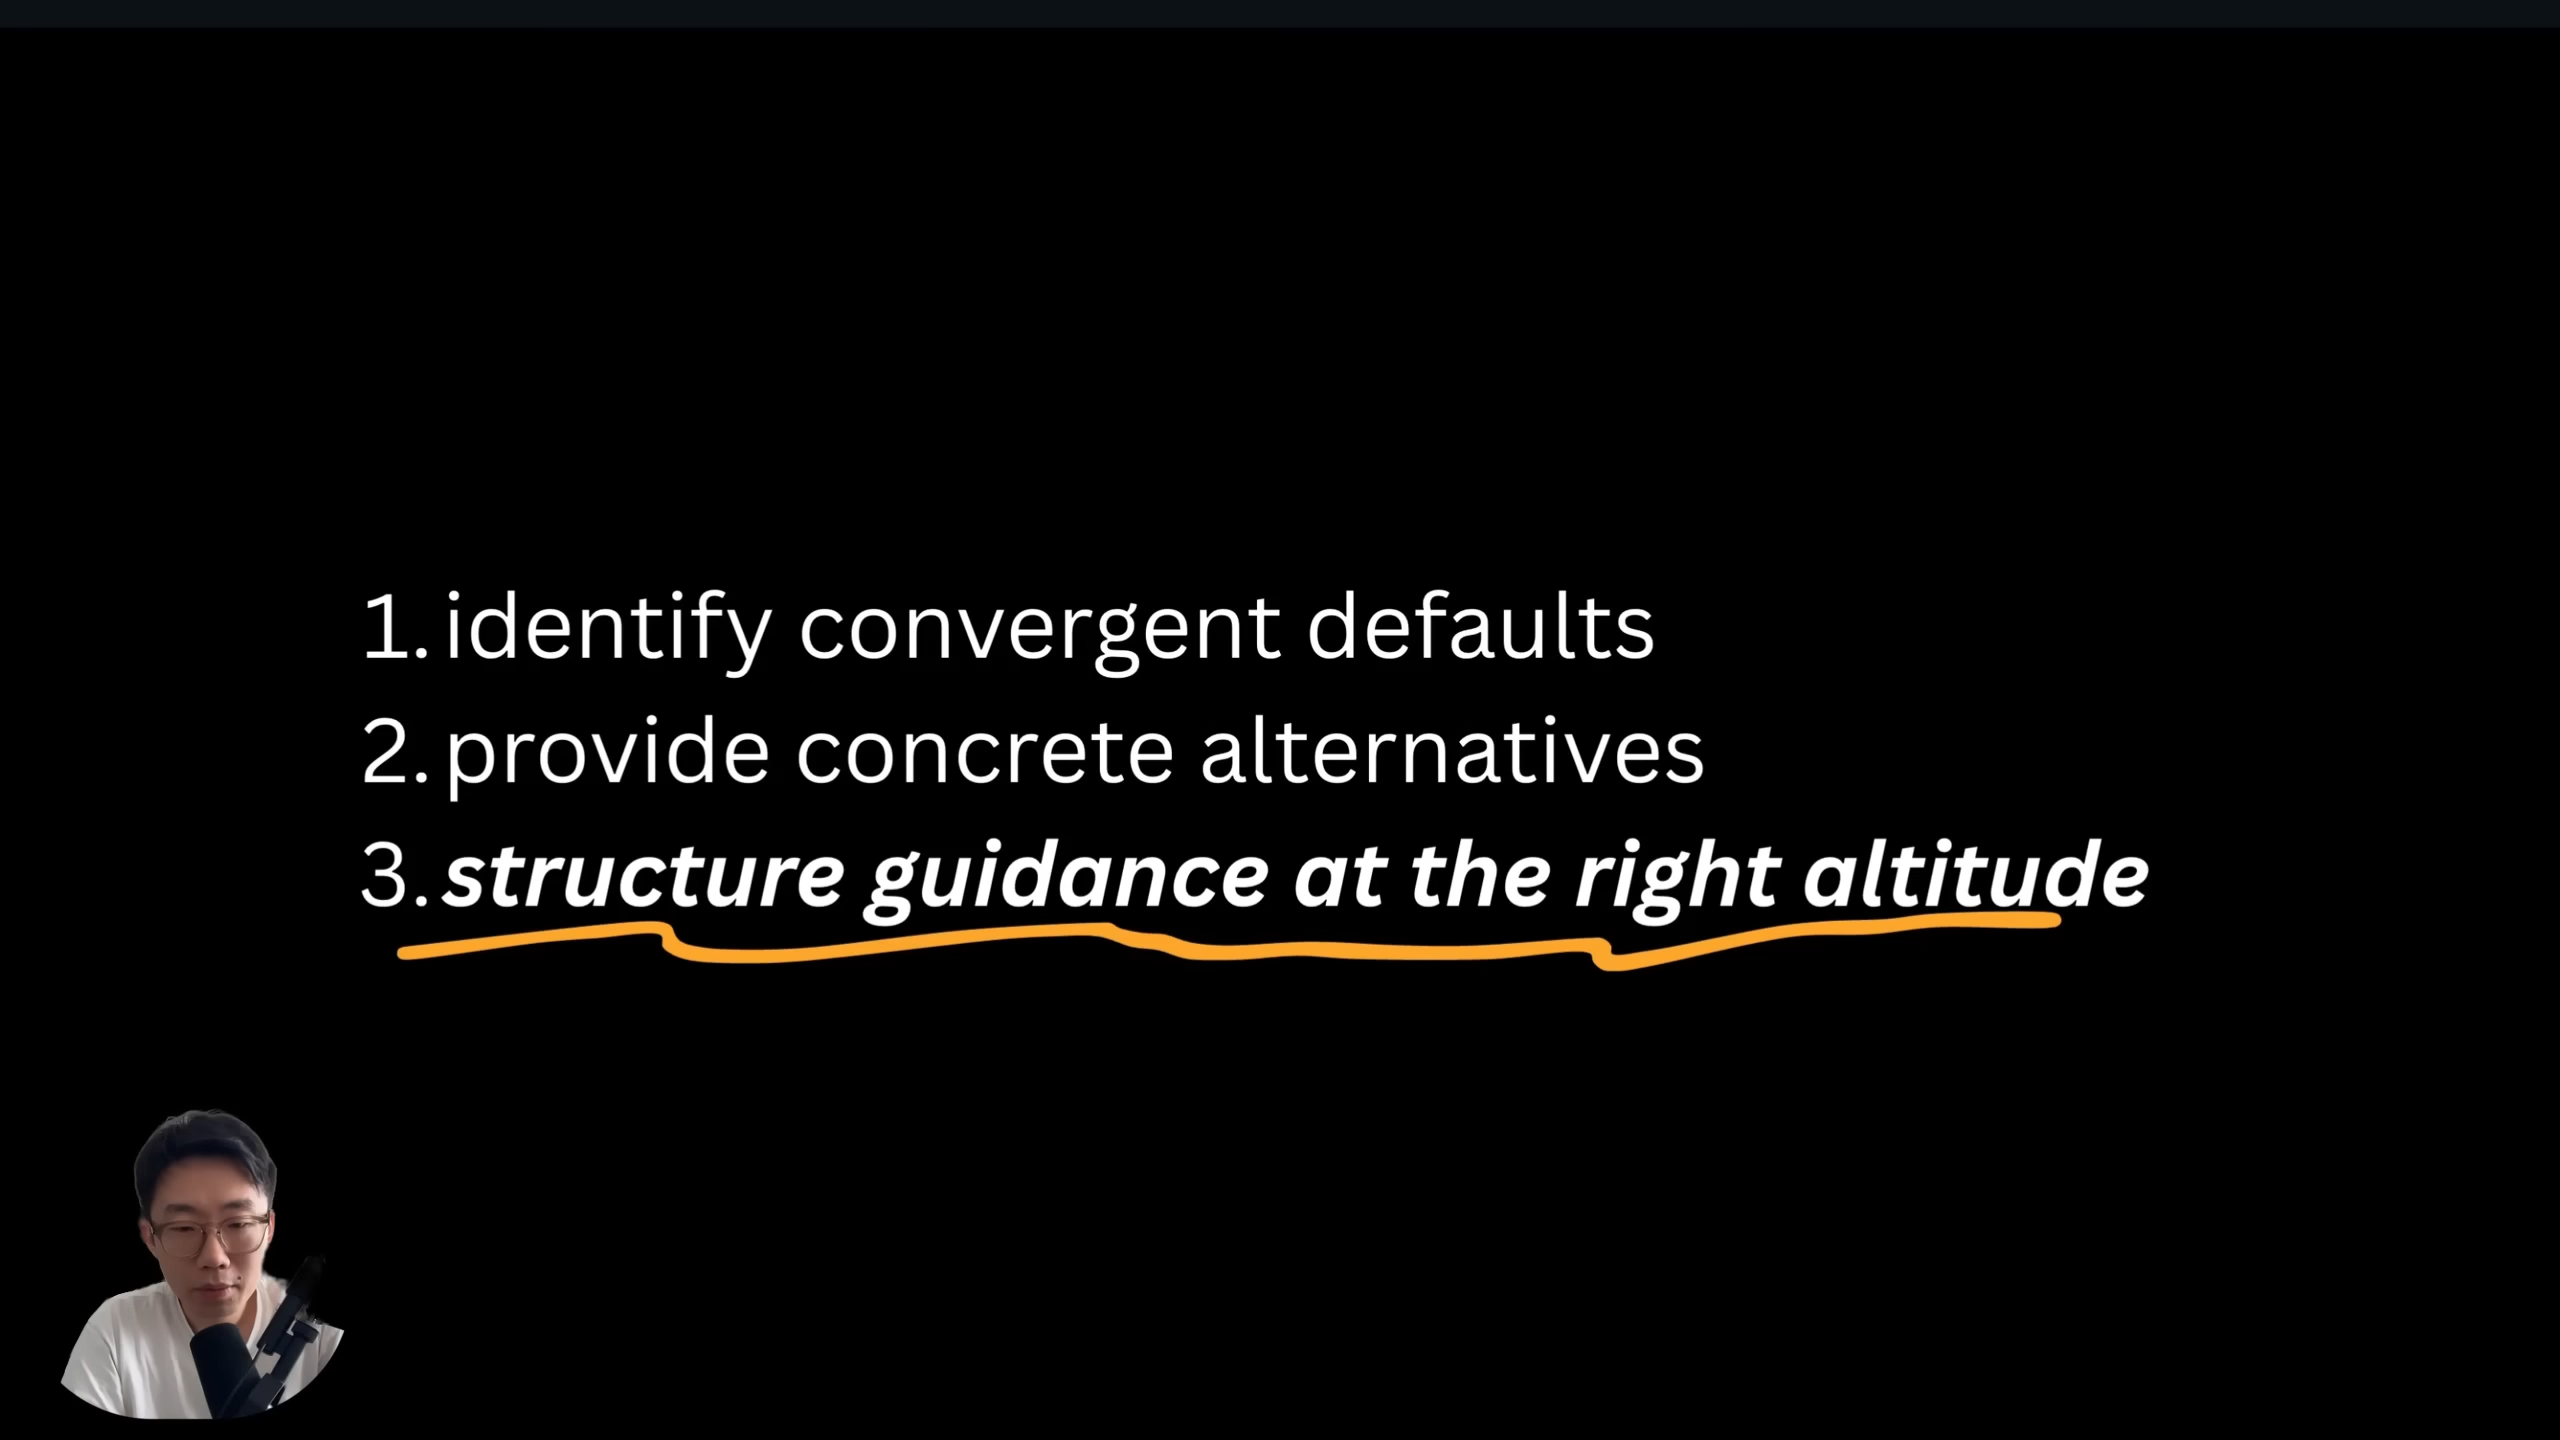 1. identify convergent defaults
2. provide concrete alternatives
3. structure guidance at the right altitude